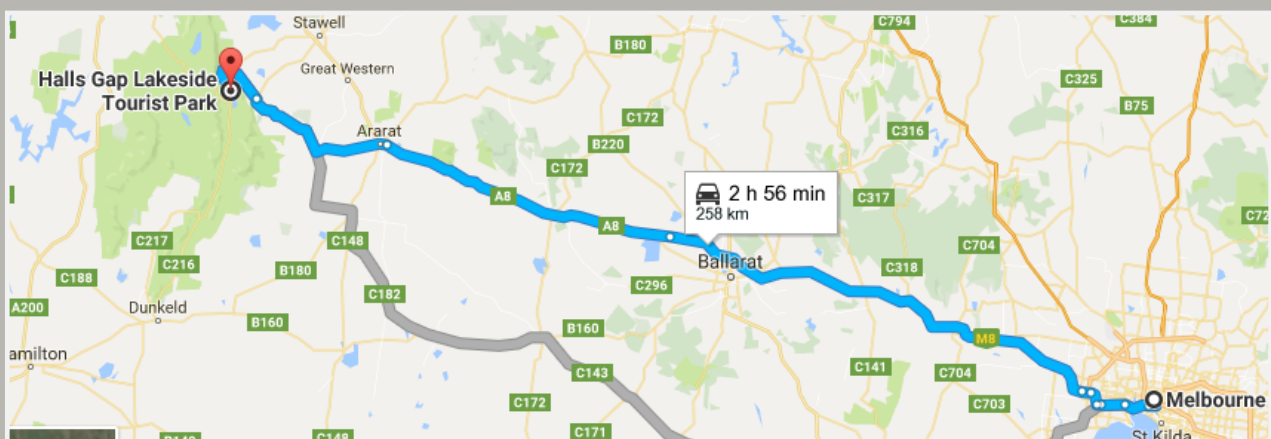 C794
C384
Stawell
B180
Great Western
C325
Halls Gap Lakeside
Tourist Park
B75
C172
C316
Ararat
B220
C172
2 h 56 min
258 km
A8
C317
C72
A8
C217
C148
C704
C216
B180
Ballarat
C318
C188
C296
C182
A200
Dunkeld
B160
B160
M8
amilton
C141
C704
C143
C172
C703
Melbourne
C148
C171
St Kilda